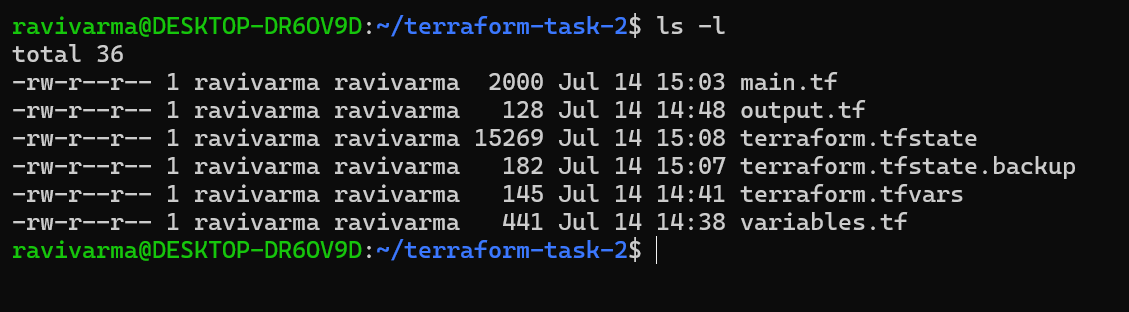 ravivarma@DESKTOP-DR6OV9D:~/terraform-task-2$ ls -l
total 36
-rw-r--r-- 1 ravivarma ravivarma  2000 Jul 14 15:03 main.tf
-rw-r--r-- 1 ravivarma ravivarma   128 Jul 14 14:48 output.tf
-rw-r--r-- 1 ravivarma ravivarma 15269 Jul 14 15:08 terraform.tfstate
-rw-r--r-- 1 ravivarma ravivarma   182 Jul 14 15:07 terraform.tfstate.backup
-rw-r--r-- 1 ravivarma ravivarma   145 Jul 14 14:41 terraform.tfvars
-rw-r--r-- 1 ravivarma ravivarma   441 Jul 14 14:38 variables.tf
ravivarma@DESKTOP-DR6OV9D:~/terraform-task-2$